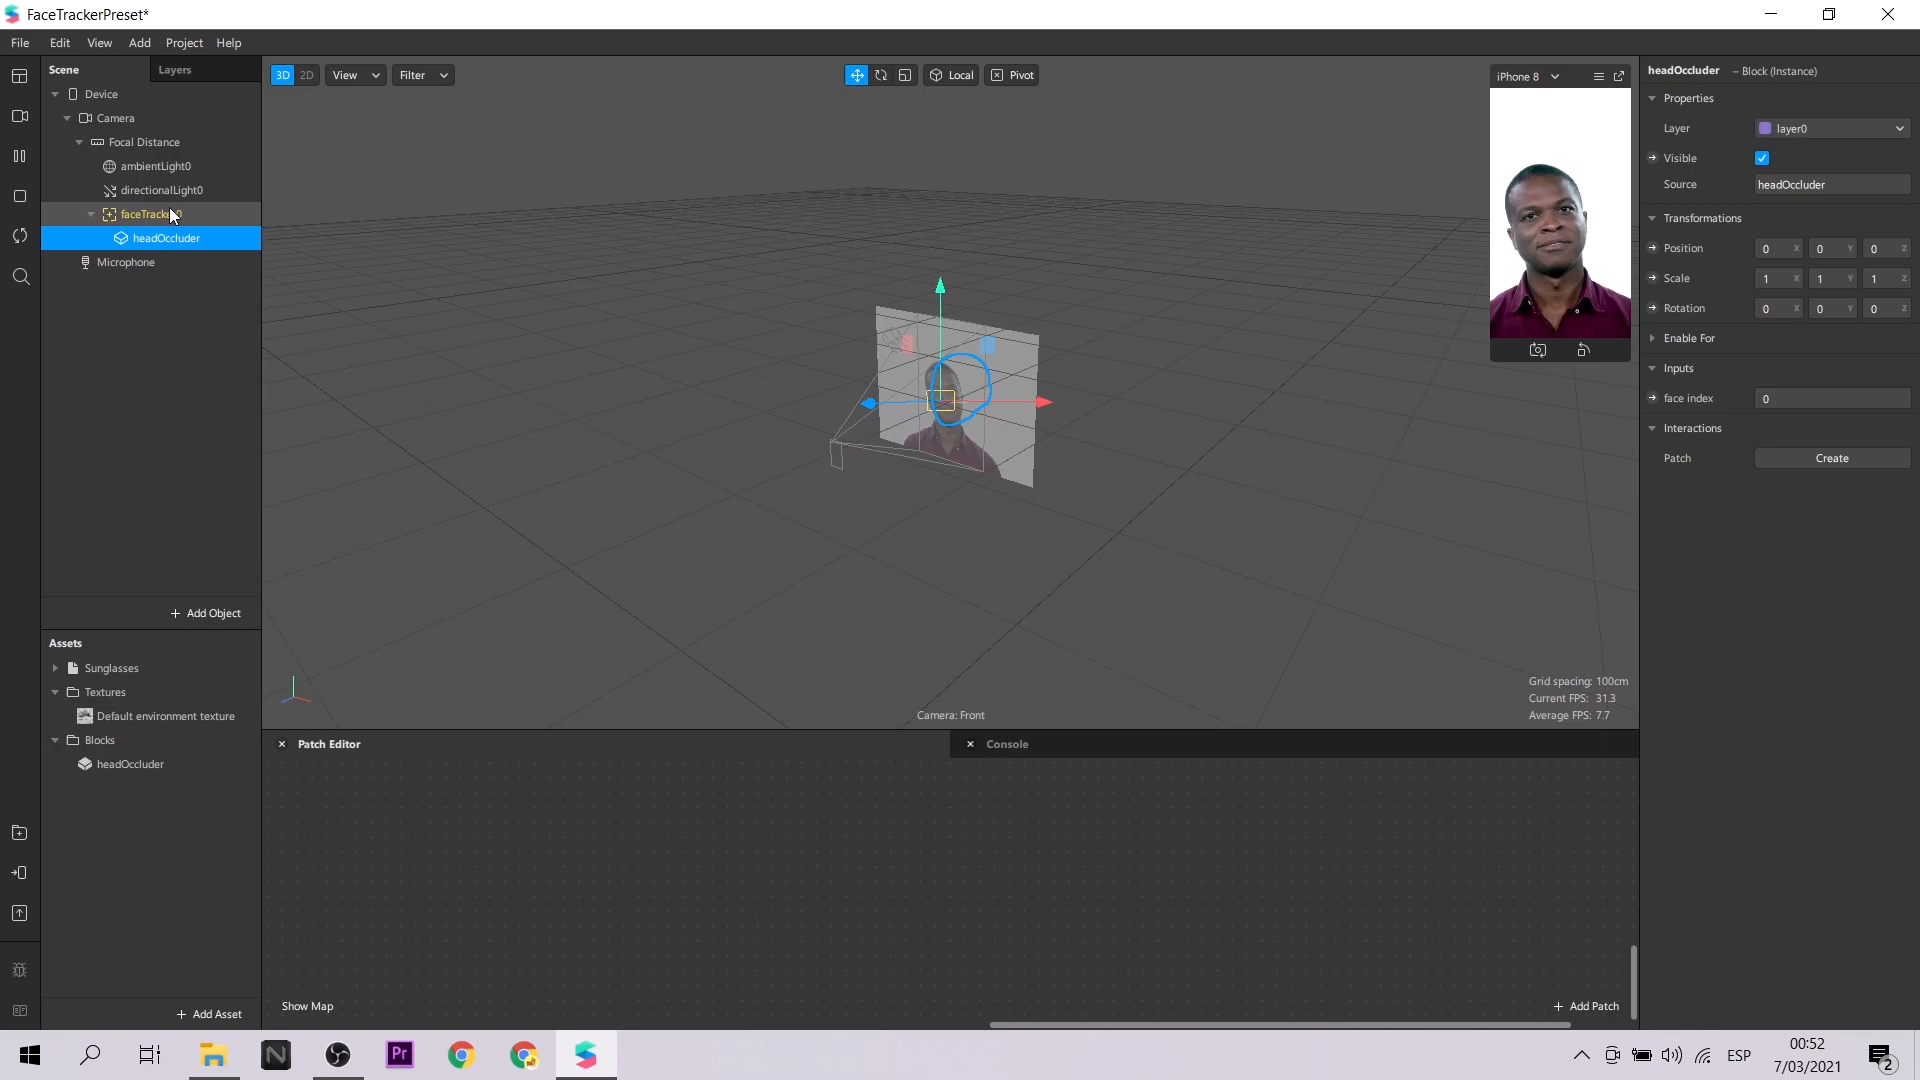 FaceTrackerPreset*
File Edit View Add Project Help
Scene Layers
Device
Camera
Focal Distance
ambientLight0
directionalLight0
faceTracker0
headOccluder
Microphone
+ Add Object
Assets
Sunglasses
Textures
Default environment texture
Blocks
headOccluder
+ Add Asset
3D 2D View Filter
Local Pivot
iPhone 8
Grid spacing: 100cm
Current FPS: 31.3
Average FPS: 7.7
Camera: Front
Patch Editor
Console
Show Map
+ Add Patch
headOccluder – Block (Instance)
Properties
Layer layer0
Visible
Source headOccluder
Transformations
Position 0 X 0 Y 0 Z
Scale 1 X 1 Y 1 Z
Rotation 0 X 0 Y 0 Z
Enable For
Inputs
face index 0
Interactions
Patch Create
N
Pr
ESP
00:52
7/03/2021
2